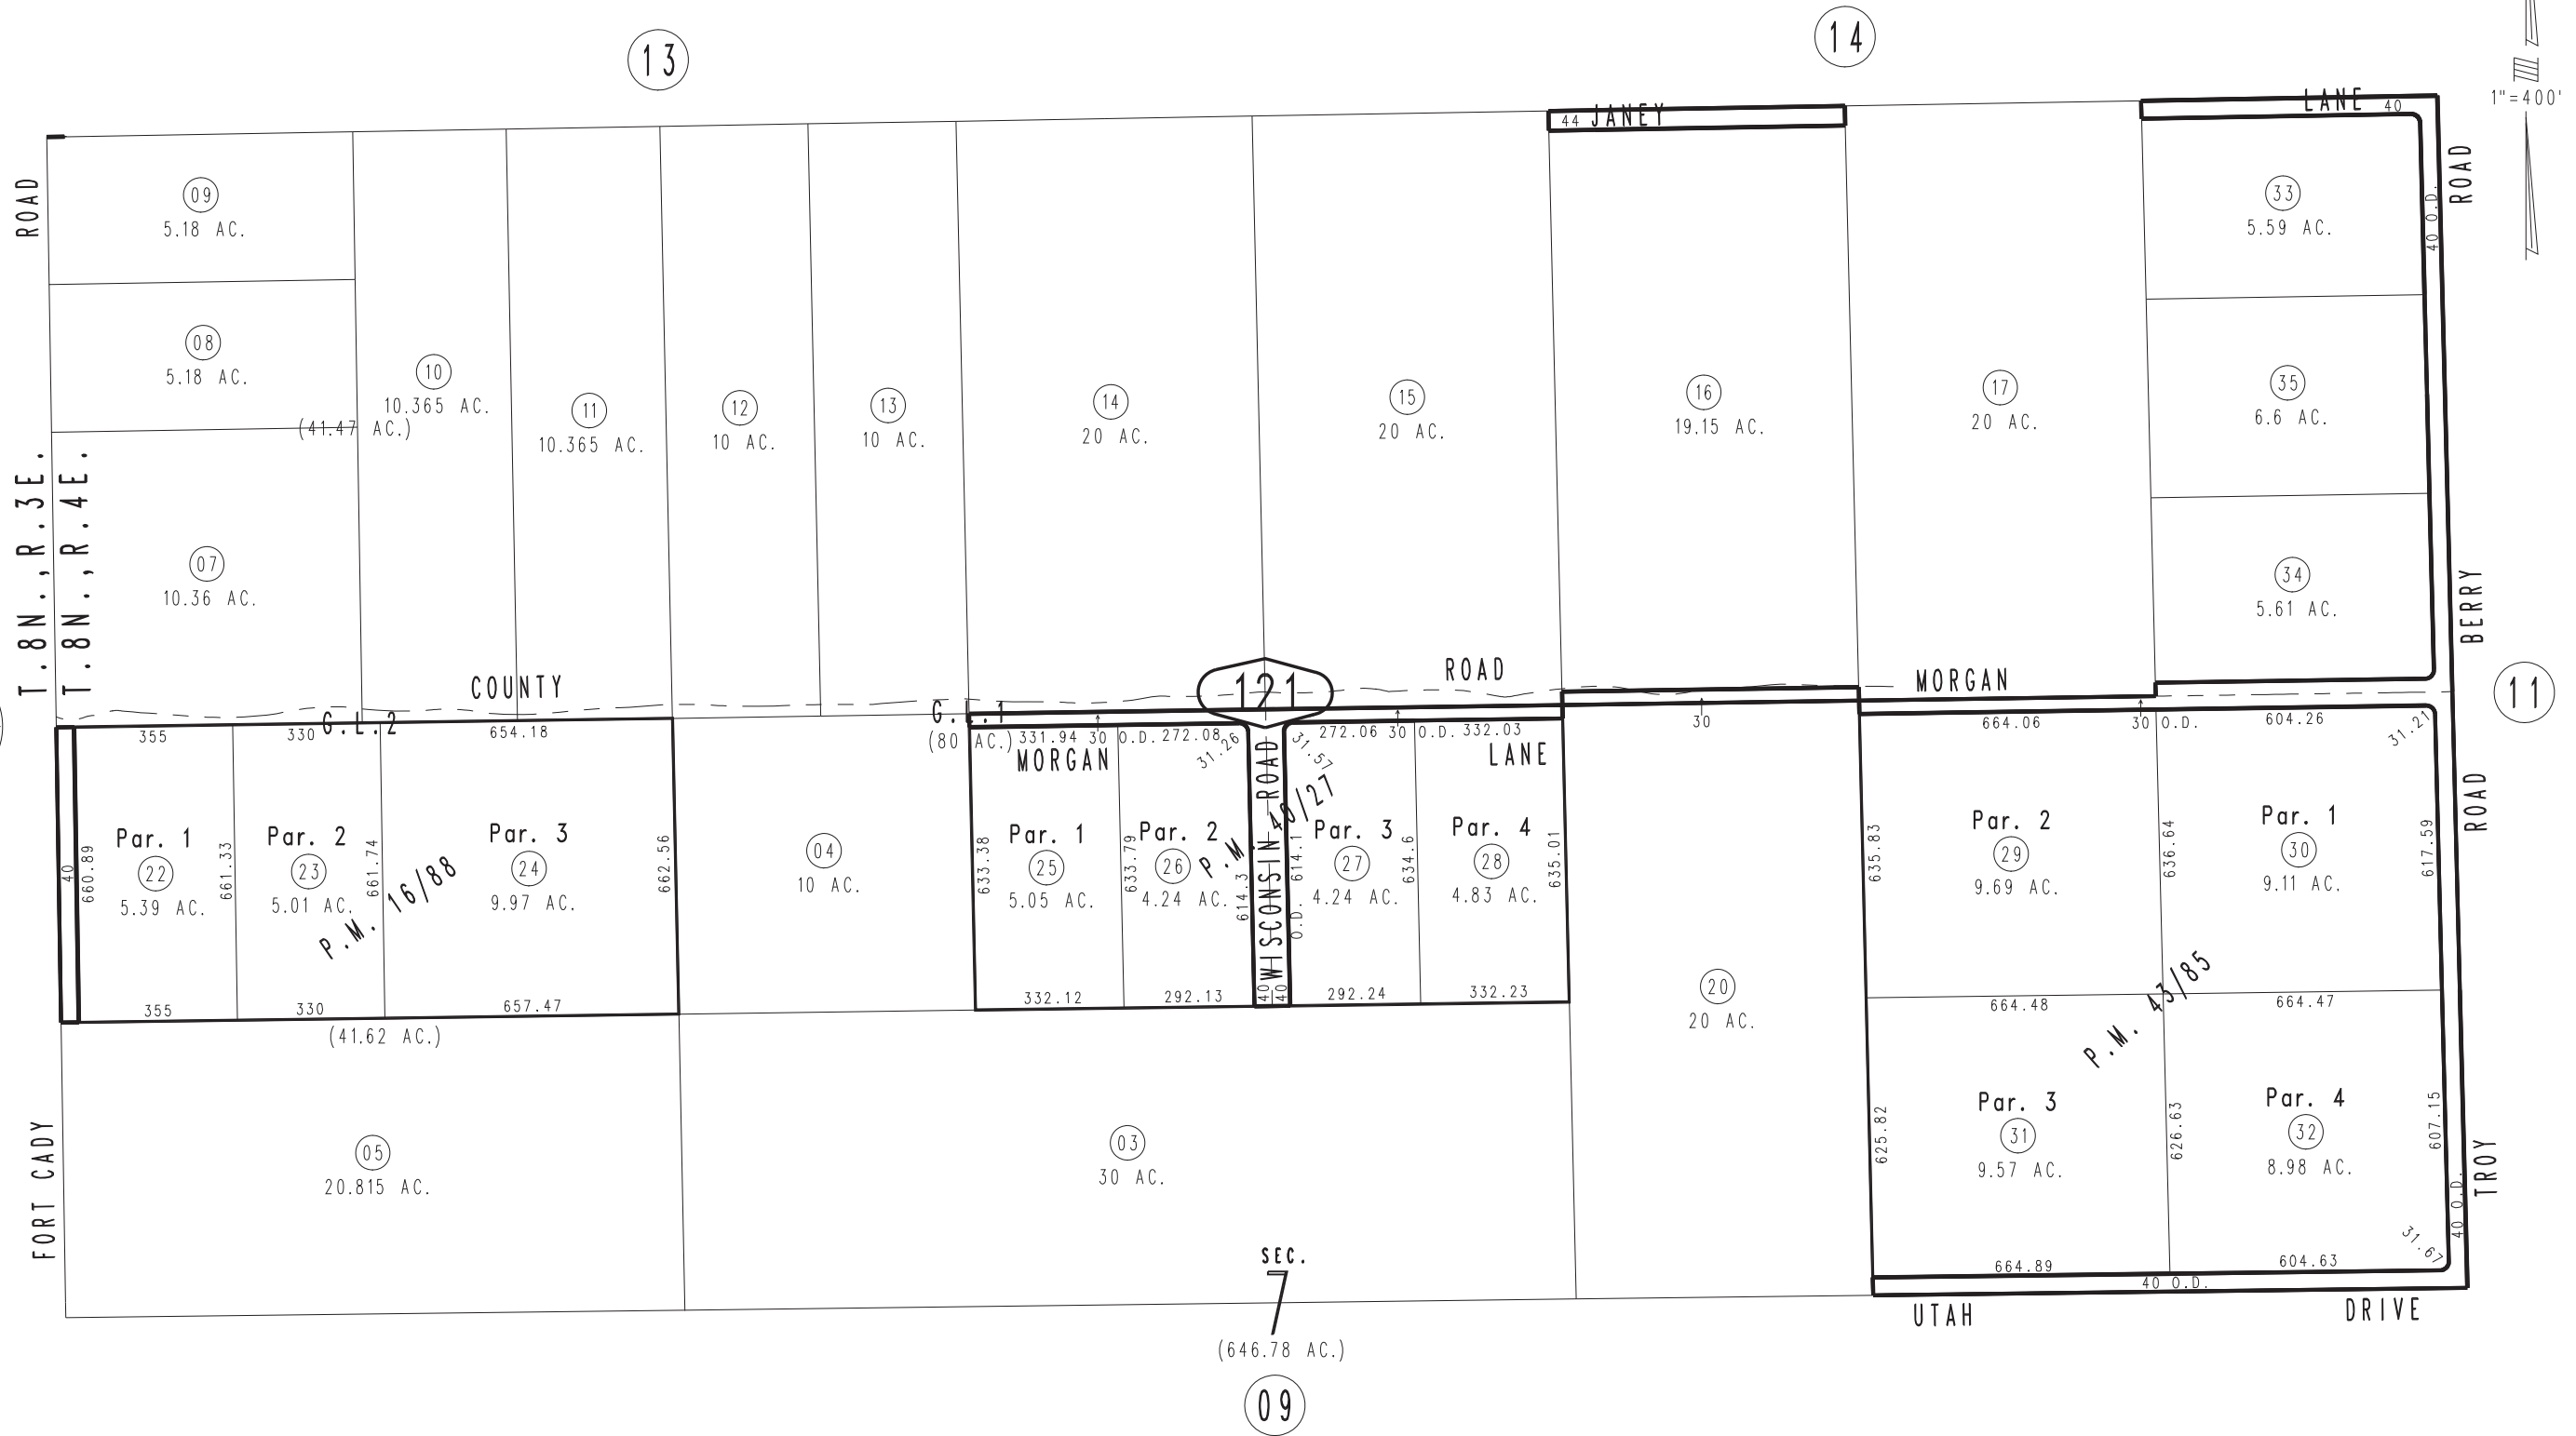 13
14
1"=400'
JANEY
44
LANE
40
ROAD
09
5.18 AC.
08
5.18 AC.
(41.47 AC.)
07
10.36 AC.
10
10.365 AC.
11
10.365 AC.
12
10 AC.
13
10 AC.
14
20 AC.
15
20 AC.
16
19.15 AC.
17
20 AC.
33
5.59 AC.
35
6.6 AC.
34
5.61 AC.
40 O.D.
ROAD
BERRY
T.8N.,R.3E.
T.8N.,R.4E.
COUNTY
ROAD
MORGAN
121
11
G.L.2
355
330
654.18
(80 AC.)
331.94
30 O.D.
272.08
31.26
31.57
272.06
30 O.D.
332.03
30
664.06
30 O.D.
604.26
31.21
MORGAN
LANE
WISCONSIN ROAD
40
660.89
Par. 1
22
5.39 AC.
661.33
Par. 2
23
5.01 AC.
661.74
Par. 3
24
9.97 AC.
662.56
P.M. 16/88
04
10 AC.
633.38
Par. 1
25
5.05 AC.
633.79
Par. 2
26
4.24 AC.
614.3
P.M. 40/27
O.D. 614.1
Par. 3
27
4.24 AC.
634.6
Par. 4
28
4.83 AC.
635.01
635.83
Par. 2
29
9.69 AC.
636.64
Par. 1
30
9.11 AC.
617.59
ROAD
355
330
657.47
(41.62 AC.)
332.12
292.13
40
40
292.24
332.23
20
20 AC.
664.48
664.47
P.M. 43/85
FORT CADY
05
20.815 AC.
03
30 AC.
625.82
Par. 3
31
9.57 AC.
626.63
Par. 4
32
8.98 AC.
607.15
40 O.D.
31.67
TROY
664.89
604.63
40 O.D.
UTAH
DRIVE
SEC.
7
(646.78 AC.)
09